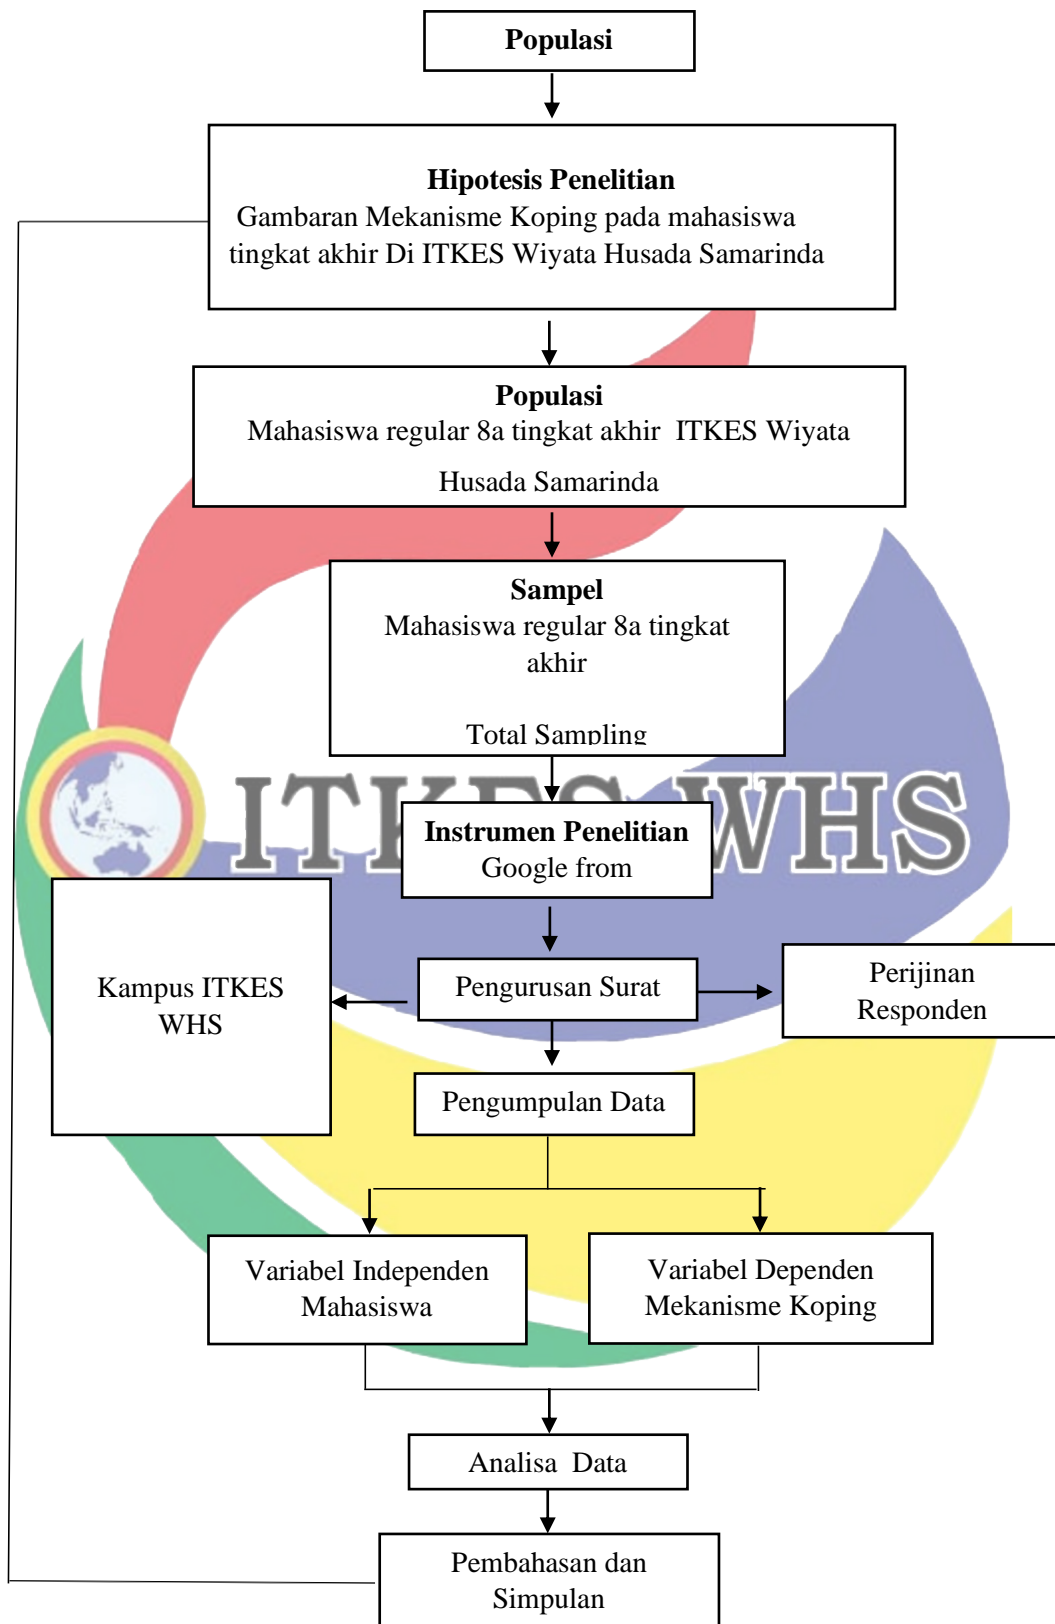 Populasi
Hipotesis Penelitian
Gambaran Mekanisme Koping pada mahasiswa
tingkat akhir Di ITKES Wiyata Husada Samarinda
Populasi
Mahasiswa regular 8a tingkat akhir ITKES Wiyata
Husada Samarinda
Sampel
Mahasiswa regular 8a tingkat
akhir
Total Sampling
ITKES WHS
Instrumen Penelitian
Google from
Kampus ITKES
WHS
Pengurusan Surat
Perijinan
Responden
Pengumpulan Data
Variabel Independen
Mahasiswa
Variabel Dependen
Mekanisme Koping
Analisa Data
Pembahasan dan
Simpulan